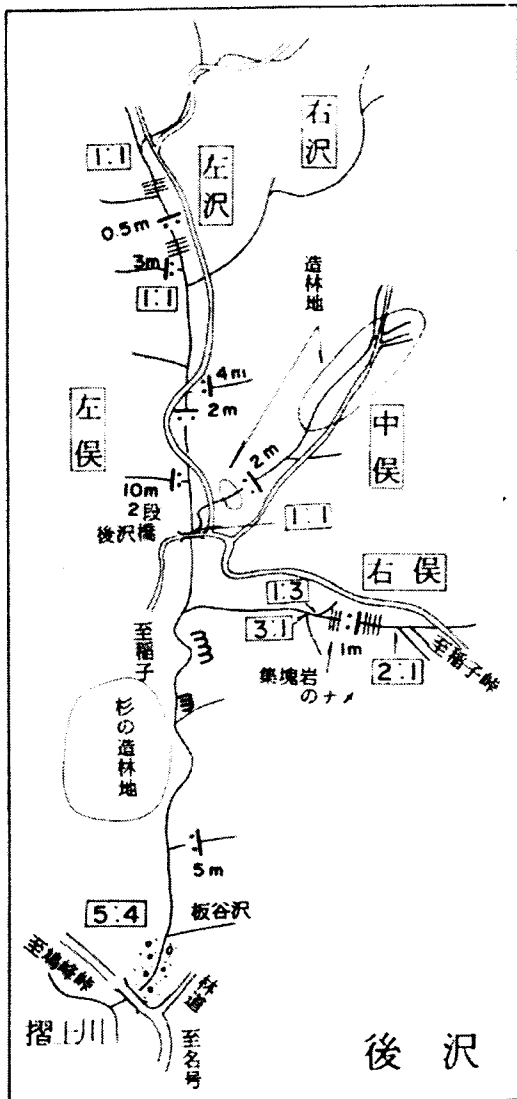 右沢
1:1
左沢
0.5m
3m
1:1
造林地
4m
左俣
2m
中俣
2m
10m
2段
後沢橋
1:1
右俣
1:3
3:1
至稲子
1m
2:1
至稲子峠
集塊岩
のナメ
杉の造林地
5m
5:4
板谷沢
至鳩峰峠
林道
摺上川
至名号
後沢